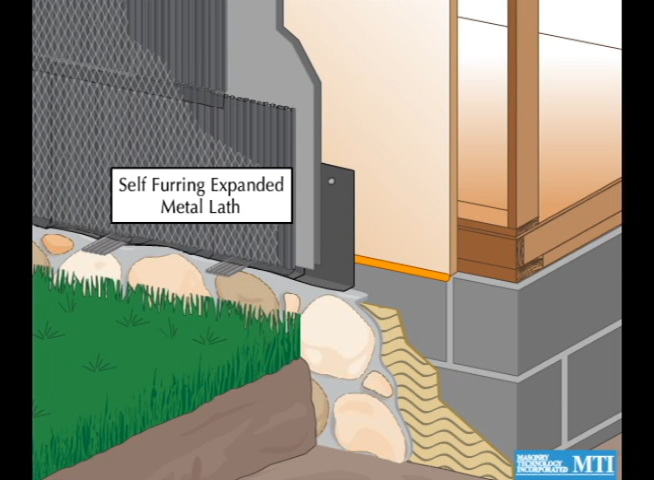 Self Furring Expanded
Metal Lath
MASONRY
TECHNOLOGY
INCORPORATED
MTI